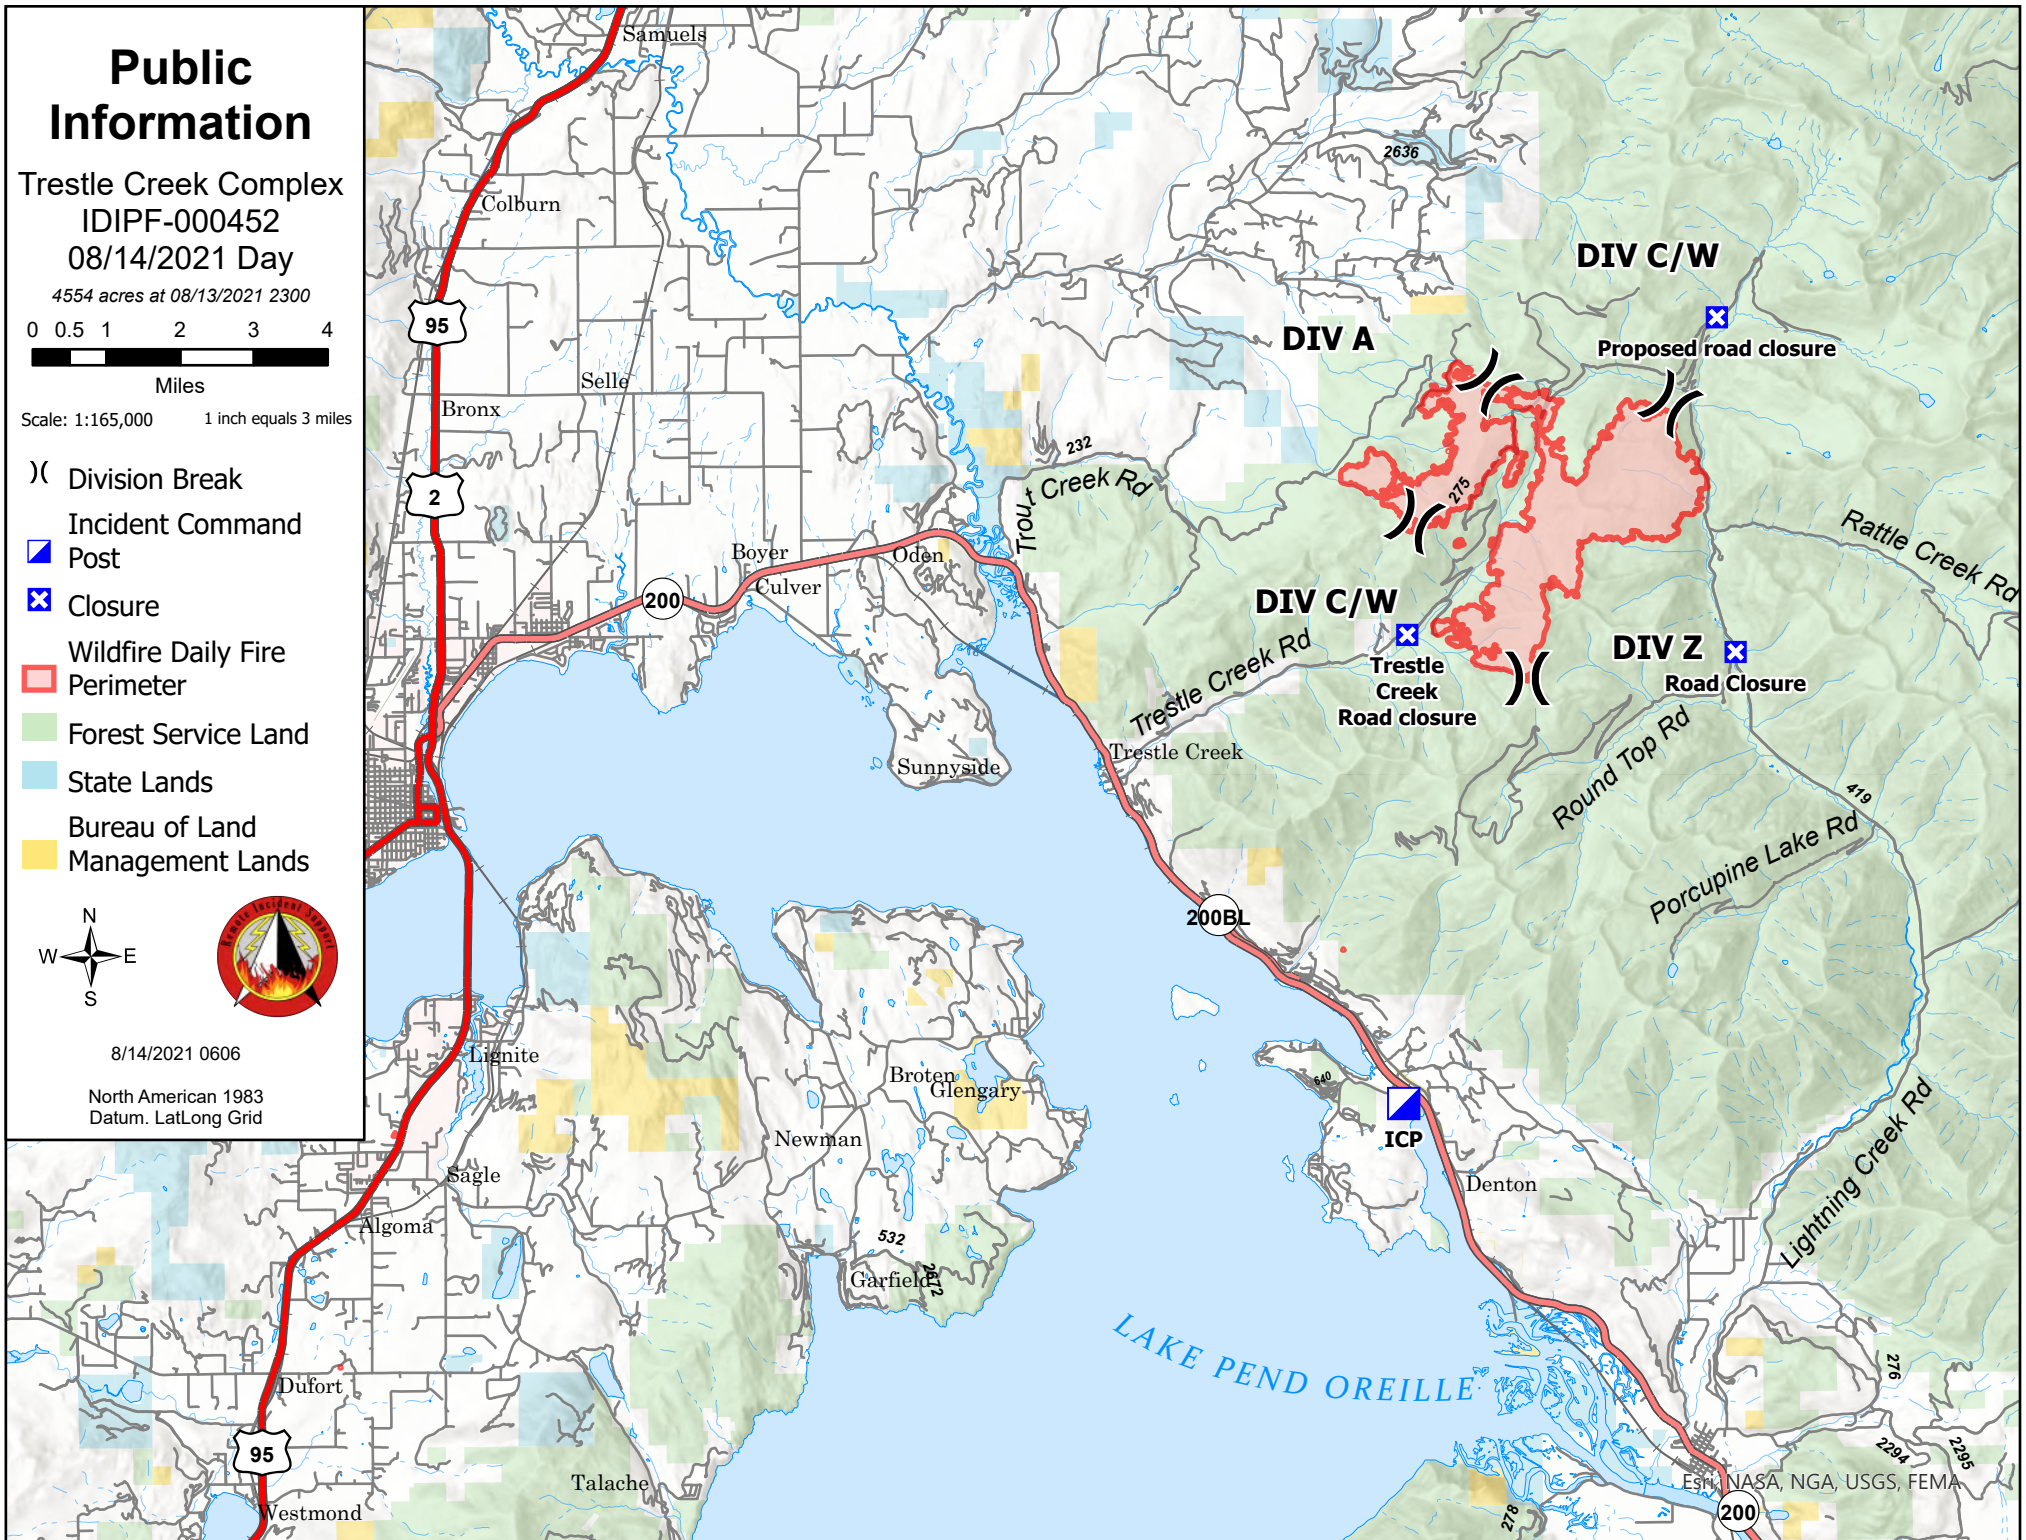 Public
Information
Trestle Creek Complex
IDIPF-000452
08/14/2021 Day
4554 acres at 08/13/2021 2300
0 0.5 1 2 3 4
Miles
Scale: 1:165,000 1 inch equals 3 miles
Division Break
Incident Command
Post
Closure
Wildfire Daily Fire
Perimeter
Forest Service Land
State Lands
Bureau of Land
Management Lands
N
W E
S
Remote Incident Support
8/14/2021 0606
North American 1983
Datum. LatLong Grid
Samuels
2636
Colburn
DIV C/W
95
DIV A
Proposed road closure
Selle
Bronx
232
Trout Creek Rd
275
2
Rattle Creek Rd
Boyer
Oden
Culver
200
DIV C/W
Trestle Creek Rd
Trestle
Creek
Road closure
DIV Z
Road Closure
Trestle Creek
Sunnyside
Round Top Rd
419
Porcupine Lake Rd
200BL
Lignite
Broten
Glengary
640
ICP
Newman
Sagle
Denton
Lightning Creek Rd
Algoma
532
2672
Garfield
LAKE PEND OREILLE
276
Dufort
95
2294
2295
Talache
Westmond
278
Esri, NASA, NGA, USGS, FEMA
200